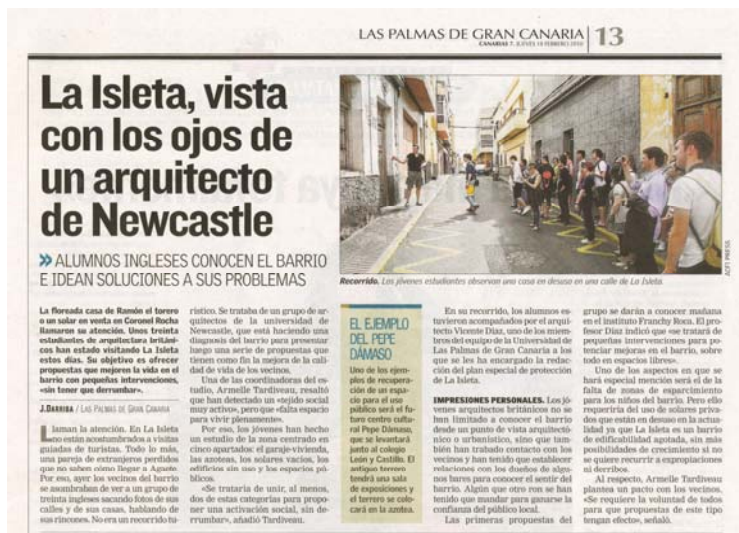 LAS PALMAS DE GRAN CANARIA 13
CANARIAS 7. JUEVES 18 FEBRERO 2010
La Isleta, vista
con los ojos de
un arquitecto
de Newcastle
» ALUMNOS INGLESES CONOCEN EL BARRIO
E IDEAN SOLUCIONES A SUS PROBLEMAS
ACFI PRESS
Recorrido. Los jóvenes estudiantes observan una casa en desuso en una calle de La Isleta.
La floreada casa de Ramón el torero
o un solar en venta en Coronel Rocha
llamaron su atención. Unos treinta
estudiantes de arquitectura británi-
cos han estado visitando La Isleta
estos días. Su objetivo es ofrecer
propuestas que mejoren la vida en el
barrio con pequeñas intervenciones,
«sin tener que derrumbar».
J.DARRIBA / LAS PALMAS DE GRAN CANARIA
Llaman la atención. En La Isleta
no están acostumbrados a visitas
guiadas de turistas. Todo lo más,
una pareja de extranjeros perdidos
que no saben cómo llegar a Agaete.
Por eso, ayer los vecinos del barrio
se asombraban de ver a un grupo de
treinta ingleses sacando fotos de sus
calles y de sus casas, hablando de
sus rincones. No era un recorrido tu-
rístico. Se trataba de un grupo de ar-
quitectos de la universidad de
Newcastle, que está haciendo una
diagnosis del barrio para presentar
luego una serie de propuestas que
tienen como fin la mejora de la cali-
dad de vida de los vecinos.
Una de las coordinadoras del es-
tudio, Armelle Tardiveau, resaltó
que han detectado un «tejido social
muy activo», pero que «falta espacio
para vivir plenamente».
Por eso, los jóvenes han hecho
un estudio de la zona centrado en
cinco apartados: el garaje-vivienda,
las azoteas, los solares vacíos, los
edificios sin uso y los espacios pú-
blicos.
«Se trataría de unir, al menos,
dos de estas categorías para propo-
ner una activación social, sin de-
rrumbar», añadió Tardiveau.
EL EJEMPLO
DEL PEPE
DÁMASO
Uno de los ejem-
plos de recupera-
ción de un espa-
cio para el uso
público será el fu-
turo centro cultu-
ral Pepe Dámaso,
que se levantará
junto al colegio
León y Castillo. El
antiguo terrero
tendrá una sala
de exposiciones y
el terrero se colo-
cará en la azotea.
En su recorrido, los alumnos es-
tuvieron acompañados por el arqui-
tecto Vicente Díaz, uno de los miem-
bros del equipo de la Universidad de
Las Palmas de Gran Canaria a los
que se les ha encargado la redacción
del plan especial de protección
de La Isleta.
IMPRESIONES PERSONALES. Los jó-
venes arquitectos británicos no se
han limitado a conocer el barrio
desde un punto de vista arquitectó-
nico o urbanístico, sino que tam-
bién han trabado contacto con los
vecinos y han tenido que establecer
relaciones con los dueños de algu-
nos bares para conocer el sentir del
barrio. Algún que otro ron se han
tenido que mandar para ganarse la
confianza del público local.
Las primeras propuestas del
grupo se darán a conocer mañana
en el instituto Franchy Roca. El pro-
fesor Díaz indicó que «se tratará de
pequeñas intervenciones para po-
tenciar mejoras en el barrio, sobre
todo en espacios libres».
Uno de los aspectos en que se
hará especial mención será el de la
falta de zonas de esparcimiento
para los niños del barrio. Pero ello
requeriría del uso de solares priva-
dos que están en desuso en la actua-
lidad ya que La Isleta es un barrio
de edificabilidad agotada, sin más
posibilidades de crecimiento si no
se quiere recurrir a expropiaciones
ni derribos.
Al respecto, Armelle Tardiveau
plantea un pacto con los vecinos.
«Se requiere la voluntad de todos
para que propuestas de este tipo
tengan efecto», señaló.